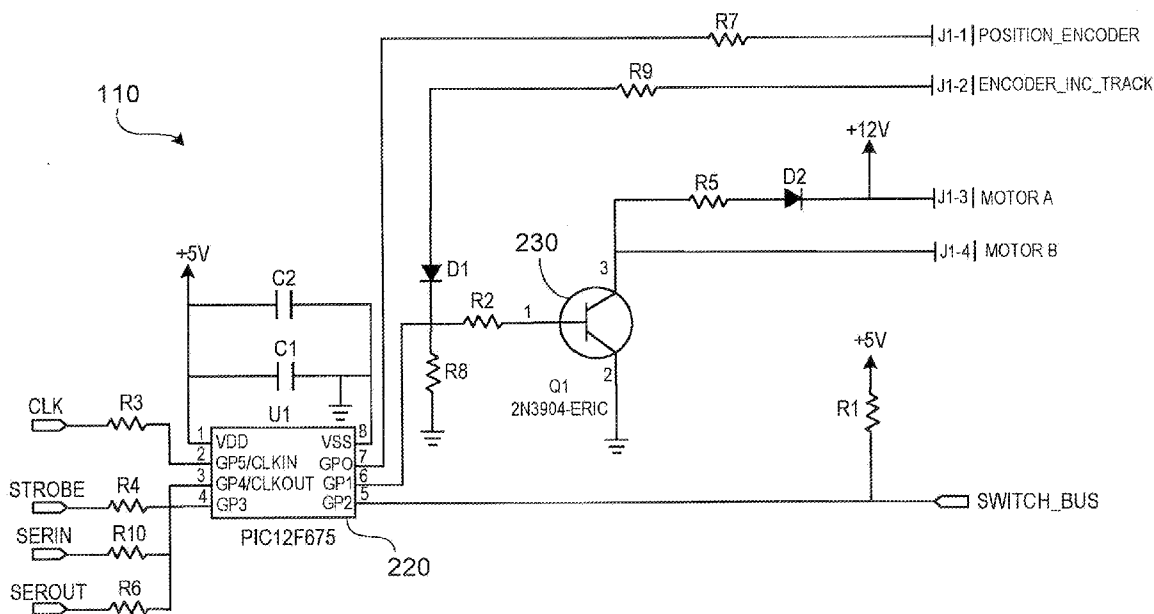 R7
J1-1 POSITION_ENCODER
R9
J1-2 ENCODER_INC_TRACK
110
+12V
R5
D2
J1-3 MOTOR A
230
J1-4 MOTOR B
+5V
C2
D1
3
R2
1
C1
+5V
R8
Q1
2
2N3904-ERIC
R1
CLK
R3
U1
1 VDD VSS 8
2 GP5/CLKIN GPO 7
3 GP4/CLKOUT GP1 6
4 GP3 GP2 5
STROBE
R4
SWITCH_BUS
SERIN
R10
PIC12F675
220
SEROUT
R6